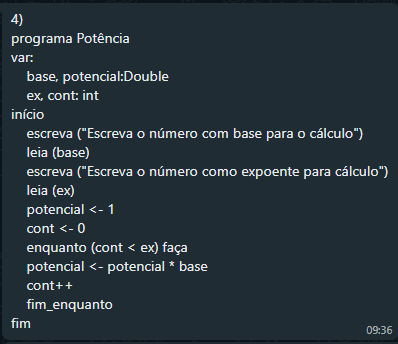 4)
programa Potência
var:
base, potencial:Double
ex, cont: int
início
escreva ("Escreva o número com base para o cálculo")
leia (base)
escreva ("Escreva o número como expoente para cálculo")
leia (ex)
potencial <- 1
cont <- 0
enquanto (cont < ex) faça
potencial <- potencial * base
cont++
fim_enquanto
fim
09:36